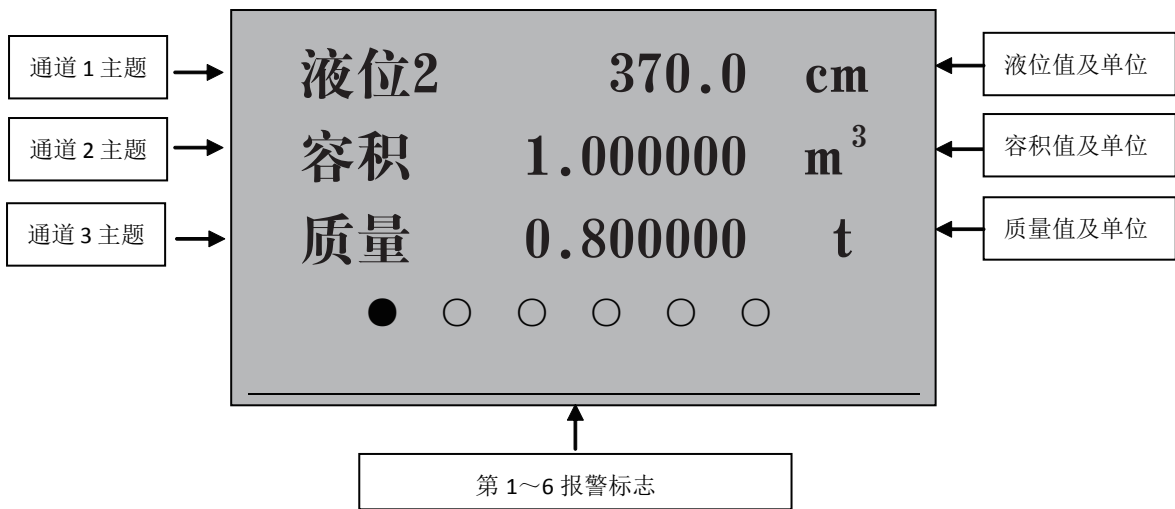 通道 1 主题
液位2 370.0 cm
液位值及单位
通道 2 主题
容积 1.000000 m³
容积值及单位
通道 3 主题
质量 0.800000 t
质量值及单位
第 1～6 报警标志